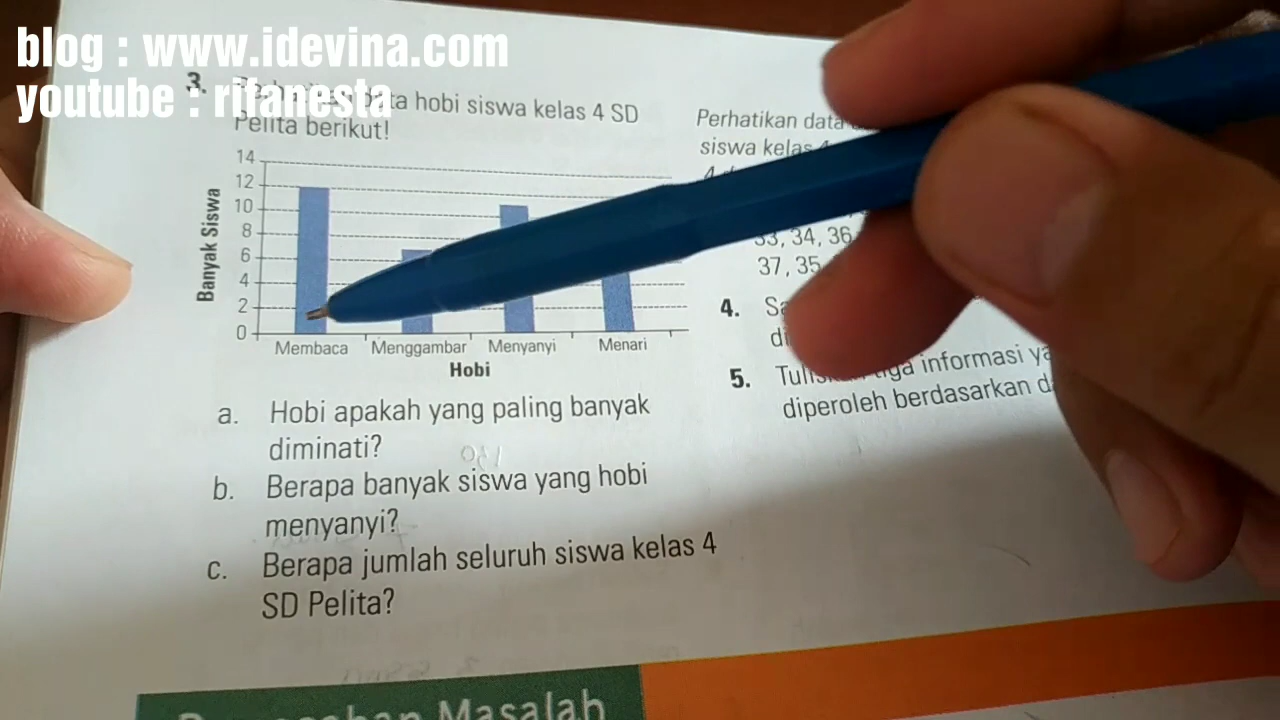 blog : www.idevina.com
youtube : rifanesta
3. data hobi siswa kelas 4 SD
Pelita berikut!
14
12
10
8
6
4
2
0
Banyak Siswa
Membaca Menggambar Menyanyi Menari
Hobi
a. Hobi apakah yang paling banyak
diminati?
b. Berapa banyak siswa yang hobi
menyanyi?
c. Berapa jumlah seluruh siswa kelas 4
SD Pelita?
Perhatikan data
siswa kelas
33, 34, 36
37, 35
4.
5. informasi
diperoleh berdasarkan
Masalah